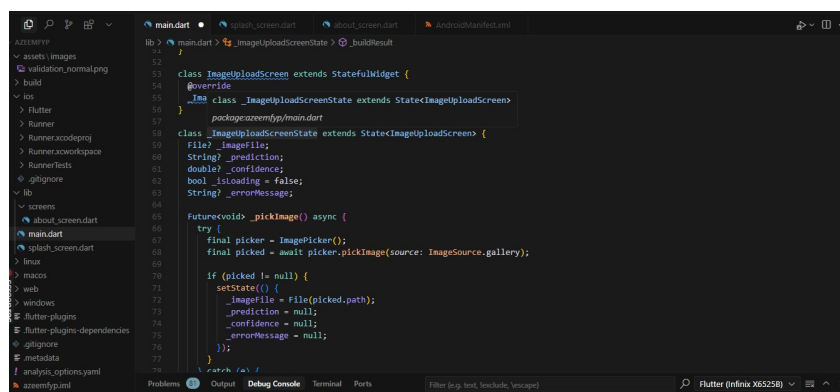 main.dart
splash_screen.dart
about_screen.dart
AndroidManifest.xml
AZEEMFYP
assets\images
validation_normal.png
build
ios
Flutter
Runner
Runner.xcodeproj
Runner.xcworkspace
RunnerTests
.gitignore
lib
screens
about_screen.dart
main.dart
splash_screen.dart
linux
macos
web
windows
.flutter-plugins
.flutter-plugins-dependencies
.gitignore
.metadata
analysis_options.yaml
azeemfyp.iml
lib > main.dart > _ImageUploadScreenState > _buildResult
51 }
52
53 class ImageUploadScreen extends StatefulWidget {
54 @override
55 _Ima
class _ImageUploadScreenState extends State<ImageUploadScreen>
package:azeemfyp/main.dart
56 }
57
58 class _ImageUploadScreenState extends State<ImageUploadScreen> {
59 File? _imageFile;
60 String? _prediction;
61 double? _confidence;
62 bool _isLoading = false;
63 String? _errorMessage;
64
65 Future<void> _pickImage() async {
66 try {
67 final picker = ImagePicker();
68 final picked = await picker.pickImage(source: ImageSource.gallery);
69
70 if (picked != null) {
71 setState(() {
72 _imageFile = File(picked.path);
73 _prediction = null;
74 _confidence = null;
75 _errorMessage = null;
76 });
77 }
78 } catch (e) {
Problems Output Debug Console Terminal Ports
Filter (e.g. text, !exclude, \escape)
Flutter (Infinix X6525B)